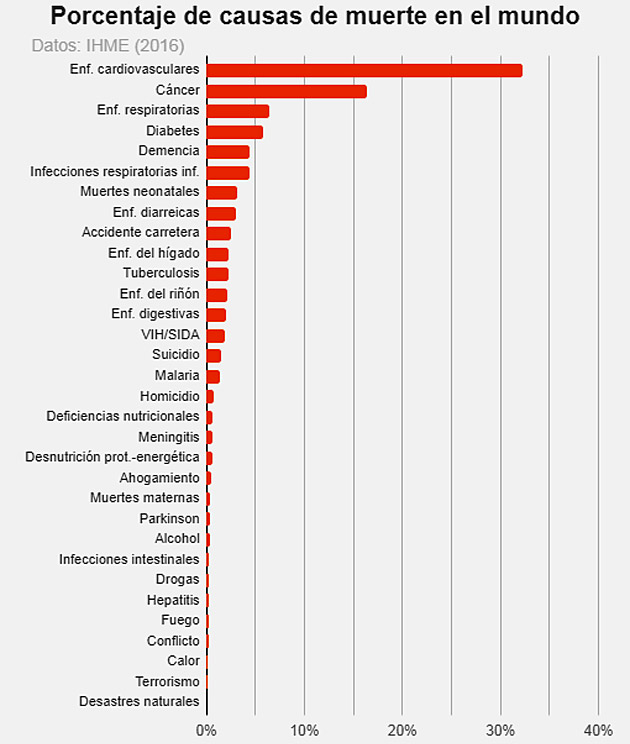 Porcentaje de causas de muerte en el mundo
Datos: IHME (2016)
Enf. cardiovasculares
Cáncer
Enf. respiratorias
Diabetes
Demencia
Infecciones respiratorias inf.
Muertes neonatales
Enf. diarreicas
Accidente carretera
Enf. del hígado
Tuberculosis
Enf. del riñón
Enf. digestivas
VIH/SIDA
Suicidio
Malaria
Homicidio
Deficiencias nutricionales
Meningitis
Desnutrición prot.-energética
Ahogamiento
Muertes maternas
Parkinson
Alcohol
Infecciones intestinales
Drogas
Hepatitis
Fuego
Conflicto
Calor
Terrorismo
Desastres naturales
0% 10% 20% 30% 40%